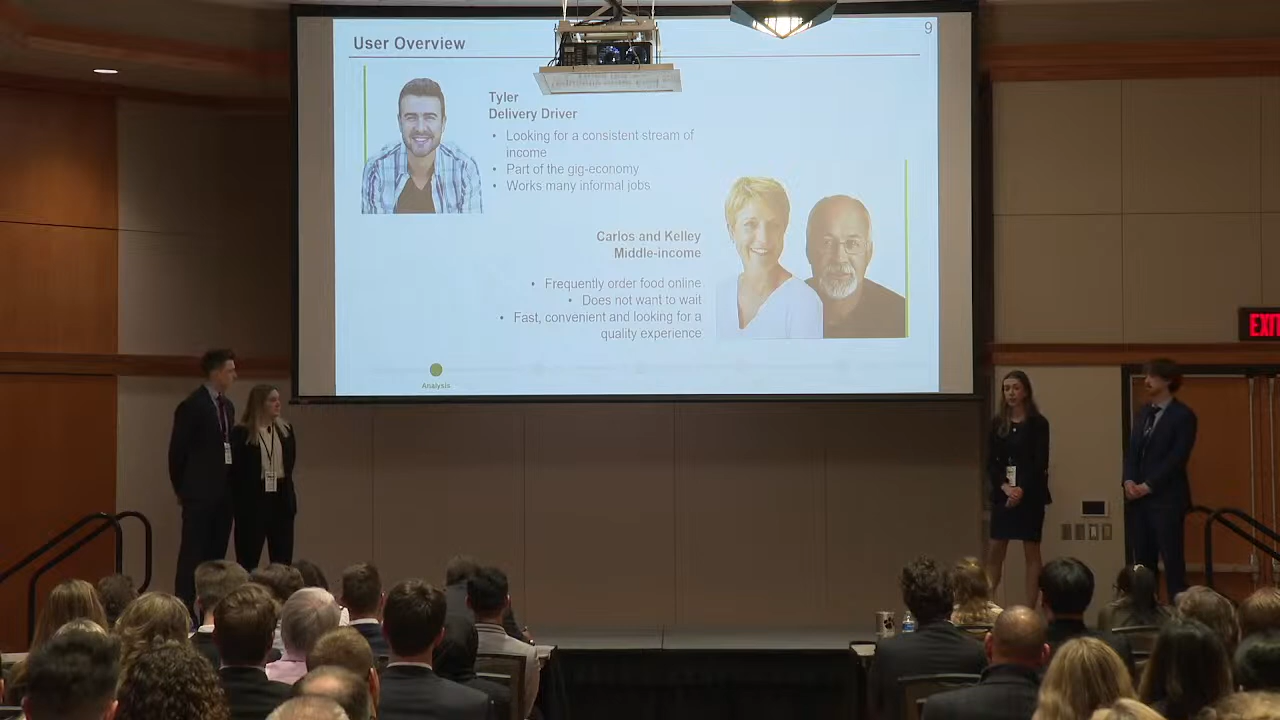 User Overview
9
Tyler
Delivery Driver
• Looking for a consistent stream of
income
• Part of the gig-economy
• Works many informal jobs
Carlos and Kelley
Middle-income
• Frequently order food online
• Does not want to wait
• Fast, convenient and looking for a
quality experience
Analysis
EXIT